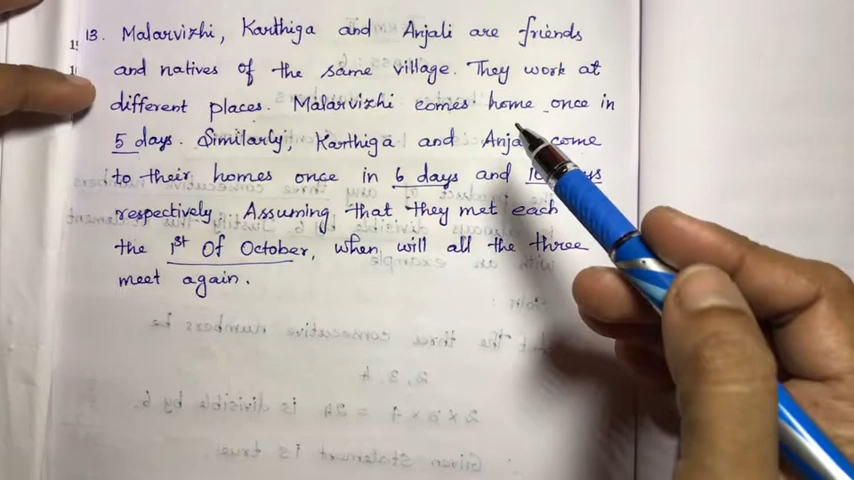 13. Malarvizhi, Karthiga and Anjali are friends
and natives of the same village. They work at
different places. Malarvizhi comes home once in
5 days. Similarly, Karthiga and come
to their homes once in 6 days and
respectively. Assuming that they met each
the 1st Of October, when will all the three
meet again.